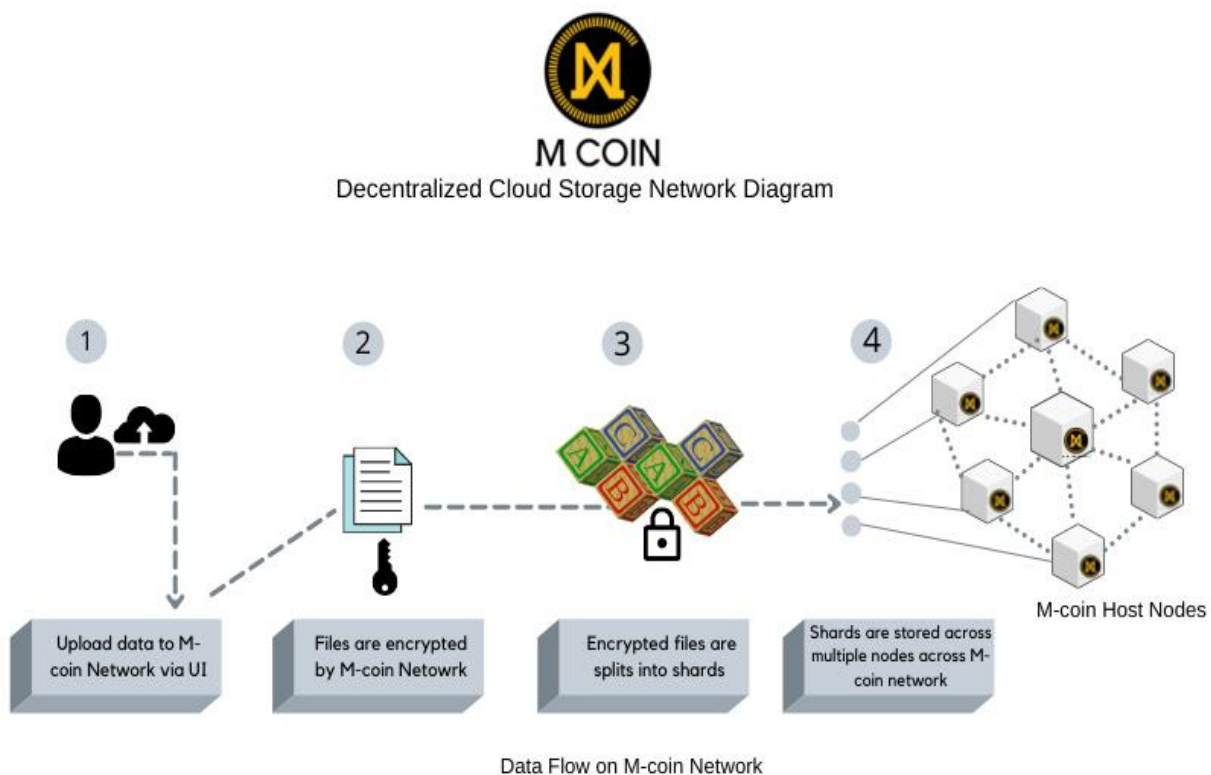 M COIN
Decentralized Cloud Storage Network Diagram
1
2
3
4
A
C
B
A
C
B
M-coin Host Nodes
Upload data to M-
coin Network via UI
Files are encrypted
by M-coin Netowrk
Encrypted files are
splits into shards
Shards are stored across
multiple nodes across M-
coin network
Data Flow on M-coin Network